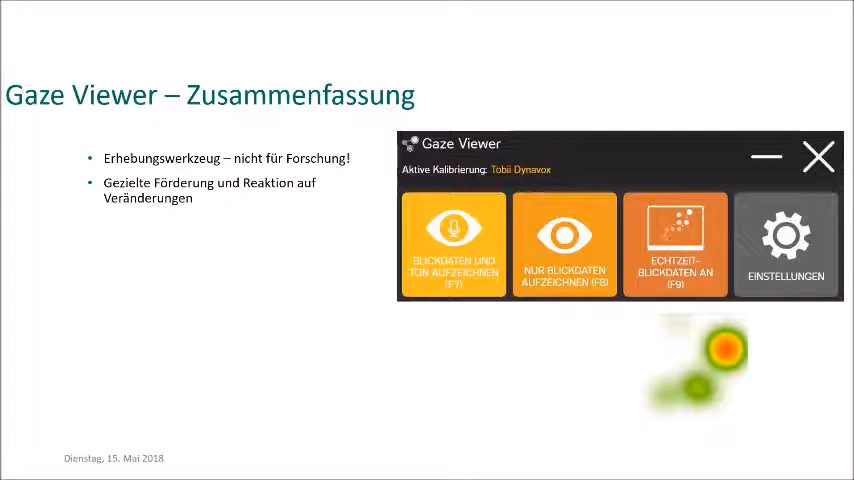 Gaze Viewer – Zusammenfassung
• Erhebungswerkzeug – nicht für Forschung!
• Gezielte Förderung und Reaktion auf
Veränderungen
Gaze Viewer
Aktive Kalibrierung: Tobii Dynavox
BLICKDATEN UND
TON AUFZEICHNEN
(F7)
NUR BLICKDATEN
AUFZEICHNEN (F8)
ECHTZEIT-
BLICKDATEN AN
(F9)
EINSTELLUNGEN
Dienstag, 15. Mai 2018